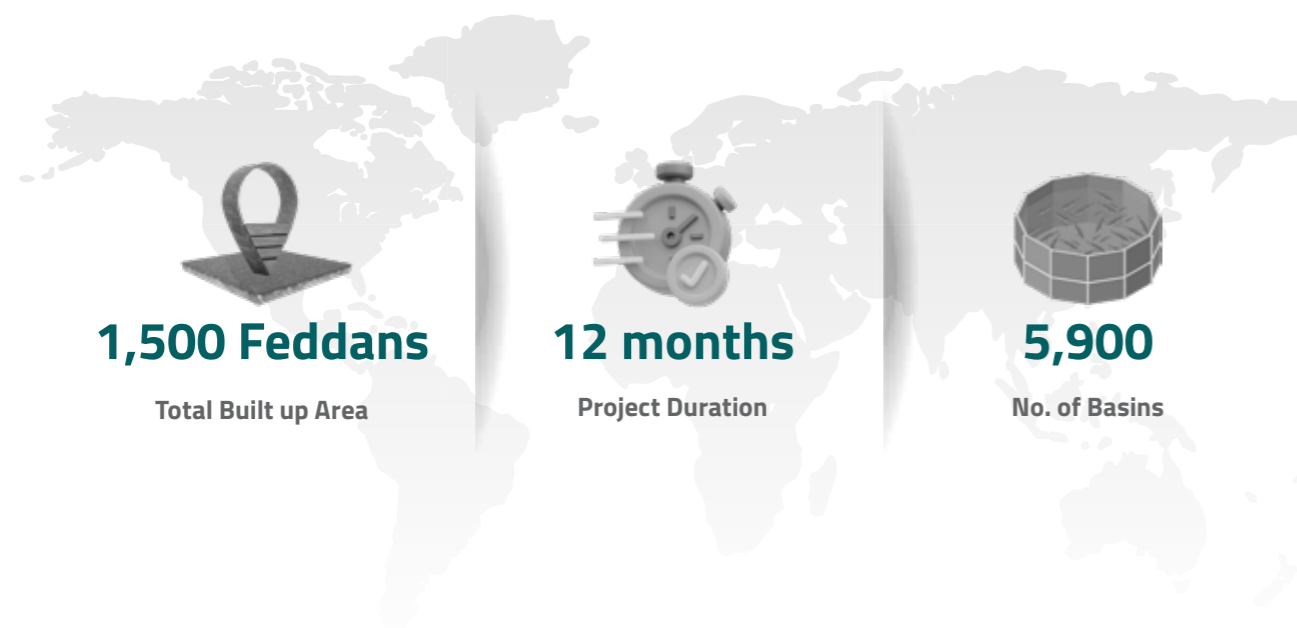 1,500 Feddans
Total Built up Area
12 months
Project Duration
5,900
No. of Basins